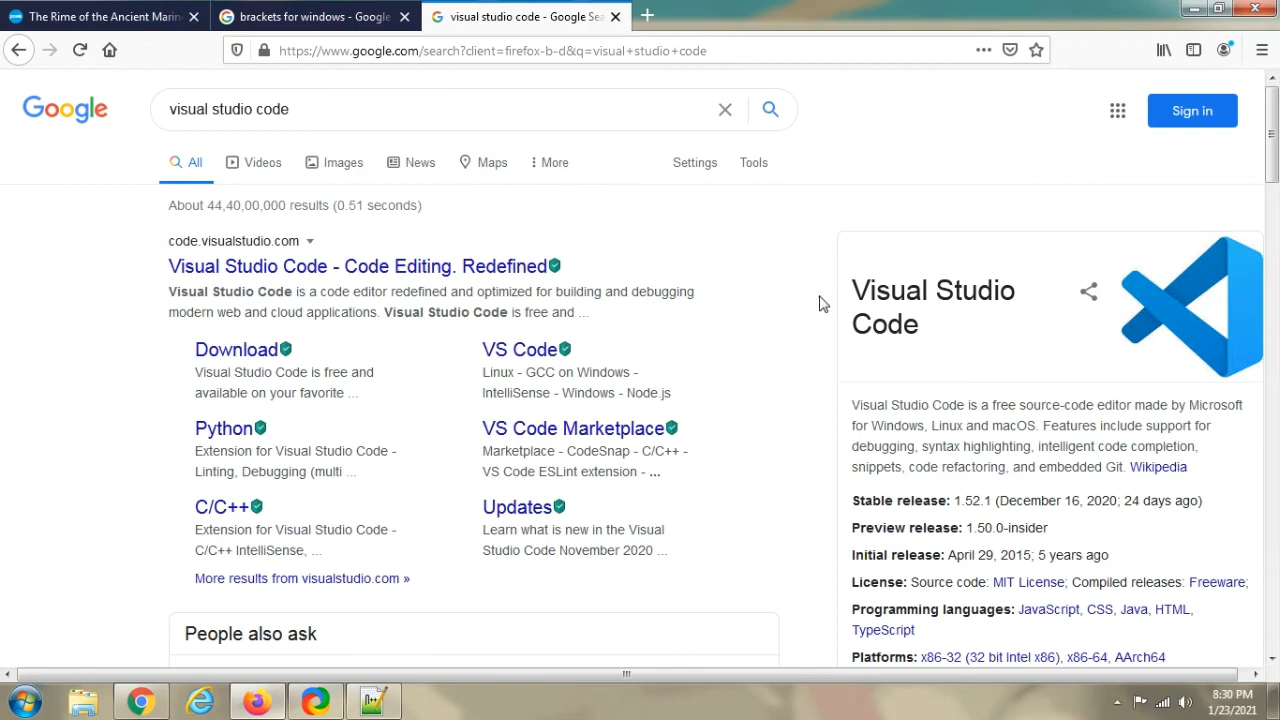 The Rime of the Ancient Marin
brackets for windows - Google
visual studio code - Google Sea
https://www.google.com/search?client=firefox-b-d&q=visual+studio+code
Google
visual studio code
Sign in
All
Videos
Images
News
Maps
More
Settings
Tools
About 44,40,00,000 results (0.51 seconds)
code.visualstudio.com
Visual Studio Code - Code Editing. Redefined
Visual Studio Code is a code editor redefined and optimized for building and debugging
modern web and cloud applications. Visual Studio Code is free and ...
Download
Visual Studio Code is free and
available on your favorite ...
VS Code
Linux - GCC on Windows -
IntelliSense - Windows - Node.js
Python
Extension for Visual Studio Code -
Linting, Debugging (multi ...
VS Code Marketplace
Marketplace - CodeSnap - C/C++ -
VS Code ESLint extension - ...
C/C++
Extension for Visual Studio Code -
C/C++ IntelliSense, ...
Updates
Learn what is new in the Visual
Studio Code November 2020 ...
More results from visualstudio.com »
People also ask
Visual Studio
Code
Visual Studio Code is a free source-code editor made by Microsoft
for Windows, Linux and macOS. Features include support for
debugging, syntax highlighting, intelligent code completion,
snippets, code refactoring, and embedded Git. Wikipedia
Stable release: 1.52.1 (December 16, 2020; 24 days ago)
Preview release: 1.50.0-insider
Initial release: April 29, 2015; 5 years ago
License: Source code: MIT License; Compiled releases: Freeware;
Programming languages: JavaScript, CSS, Java, HTML,
TypeScript
Platforms: x86-32 (32 bit Intel x86), x86-64, AArch64
8:30 PM
1/23/2021